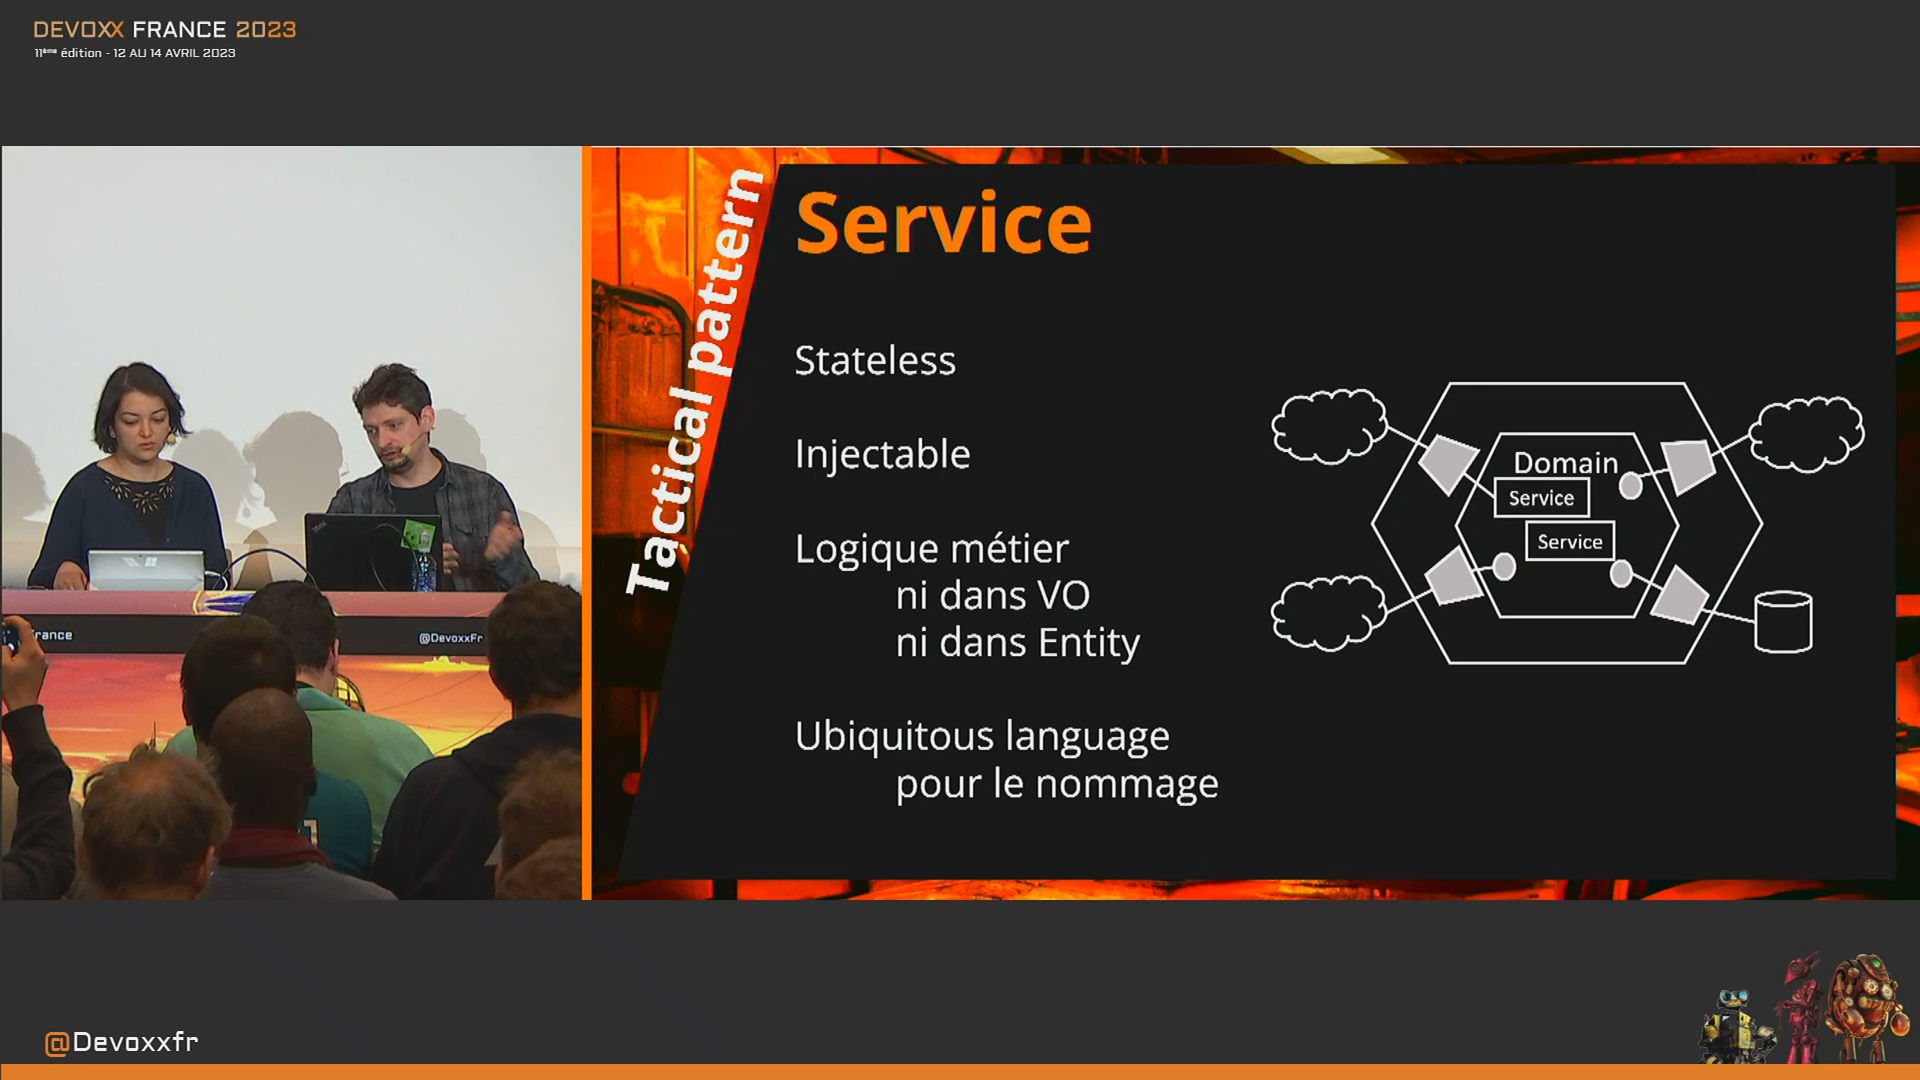 DEVOXX FRANCE 2023
11ème édition - 12 AU 14 AVRIL 2023
Tactical pattern
Service
Stateless
Injectable
Logique métier
ni dans VO
ni dans Entity
Ubiquitous language
pour le nommage
Domain
Service
Service
France
@DevoxxFr
@Devoxxfr